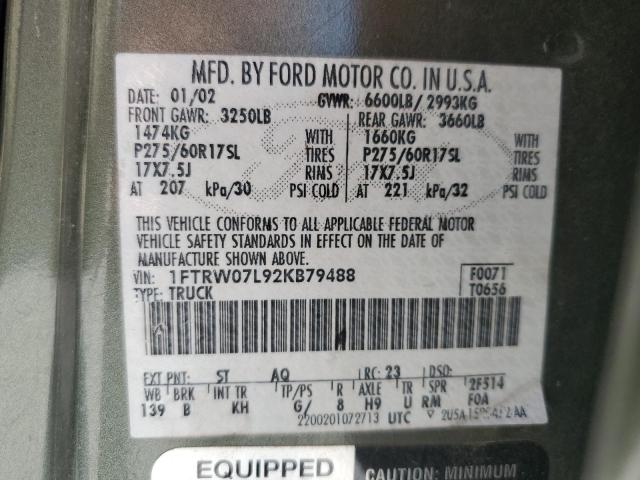 MFD. BY FORD MOTOR CO. IN U.S.A.
DATE: 01/02 GVWR: 6600LB/ 2993KG
FRONT GAWR: 3250LB REAR GAWR: 3660LB
1474KG WITH 1660KG WITH
P275/60R17SL TIRES P275/60R17SL TIRES
17X7.5J RIMS 17X7.5J RIMS
AT 207 kPa/30 PSI COLD AT 221 kPa/32 PSI COLD
THIS VEHICLE CONFORMS TO ALL APPLICABLE FEDERAL MOTOR
VEHICLE SAFETY STANDARDS IN EFFECT ON THE DATE OF
MANUFACTURE SHOWN ABOVE.
VIN: 1FTRW07L92KB79488 F0071
TYPE: TRUCK T0656
EXT PNT: ST AQ RC: 23 DSO:
WB BRK INT TR TP/PS R AXLE TR SPR 2F514
139 B KH G/ 8 H9 U RM FOA
2200201072713 UTC
EQUIPPED CAUTION: MINIMUM